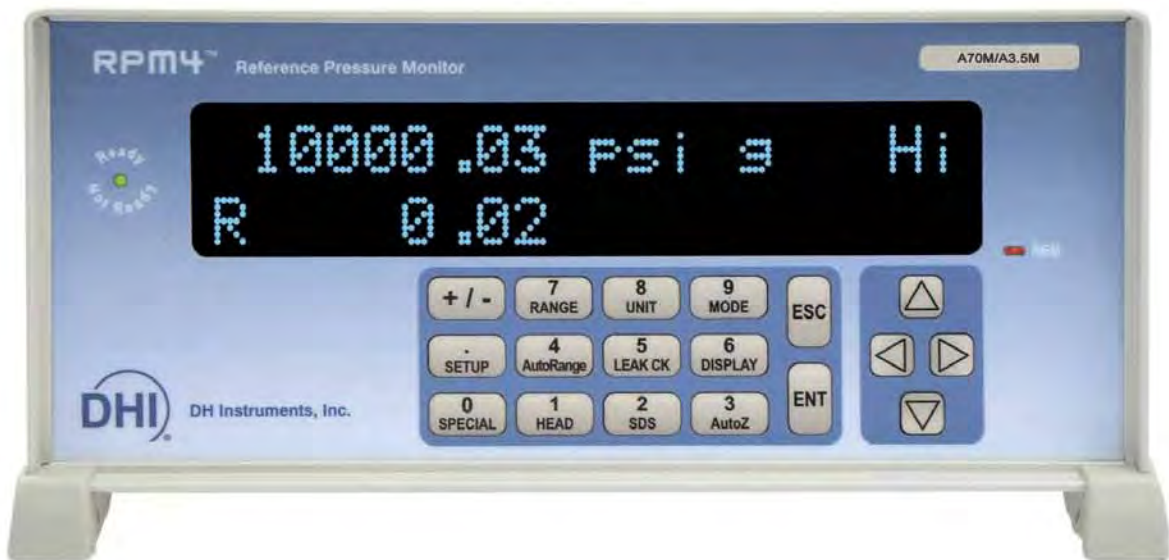 RPM4™ Reference Pressure Monitor
A70M/A3.5M
Ready
Not Ready
10000.03 psi g Hi
R 0.02
+ / -
7
RANGE
8
UNIT
9
MODE
ESC
.
SETUP
4
AutoRange
5
LEAK CK
6
DISPLAY
0
SPECIAL
1
HEAD
2
SDS
3
AutoZ
ENT
DHI® DH Instruments, Inc.